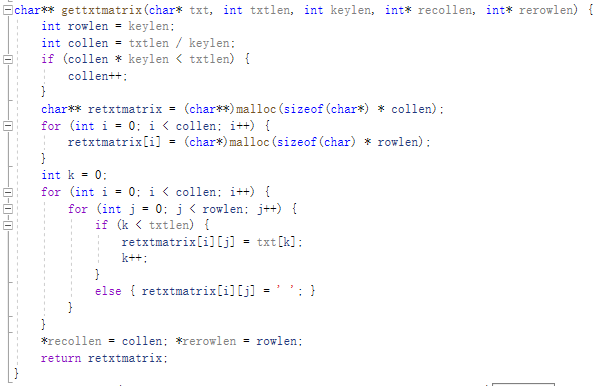 char** gettxtmatrix(char* txt, int txtlen, int keylen, int* recollen, int* rerowlen) {
    int rowlen = keylen;
    int collen = txtlen / keylen;
    if (collen * keylen < txtlen) {
        collen++;
    }
    char** retxtmatrix = (char**)malloc(sizeof(char*) * collen);
    for (int i = 0; i < collen; i++) {
        retxtmatrix[i] = (char*)malloc(sizeof(char) * rowlen);
    }
    int k = 0;
    for (int i = 0; i < collen; i++) {
        for (int j = 0; j < rowlen; j++) {
            if (k < txtlen) {
                retxtmatrix[i][j] = txt[k];
                k++;
            }
            else { retxtmatrix[i][j] = ' '; }
        }
    }
    *recollen = collen; *rerowlen = rowlen;
    return retxtmatrix;
}